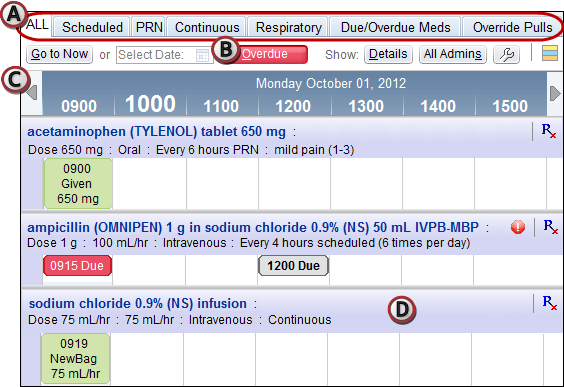 A
ALL Scheduled PRN Continuous Respiratory Due/Overdue Meds Override Pulls
Go to Now or Select Date: B Overdue Show: Details All Admins
C
Monday October 01, 2012
0900 1000 1100 1200 1300 1400 1500
acetaminophen (TYLENOL) tablet 650 mg :
Rx
Dose 650 mg : Oral : Every 6 hours PRN : mild pain (1-3)
0900
Given
650 mg
ampicillin (OMNIPEN) 1 g in sodium chloride 0.9% (NS) 50 mL IVPB-MBP :
! Rx
Dose 1 g : 100 mL/hr : Intravenous : Every 4 hours scheduled (6 times per day)
0915 Due 1200 Due
sodium chloride 0.9% (NS) infusion :
D Rx
Dose 75 mL/hr : 75 mL/hr : Intravenous : Continuous
0919
NewBag
75 mL/hr